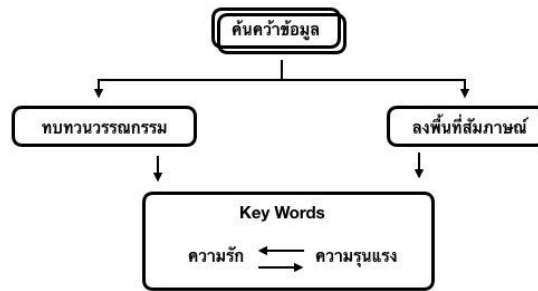 ค้นคว้าข้อมูล
ทบทวนวรรณกรรม
ลงพื้นที่สัมภาษณ์
Key Words
ความรัก ความรุนแรง